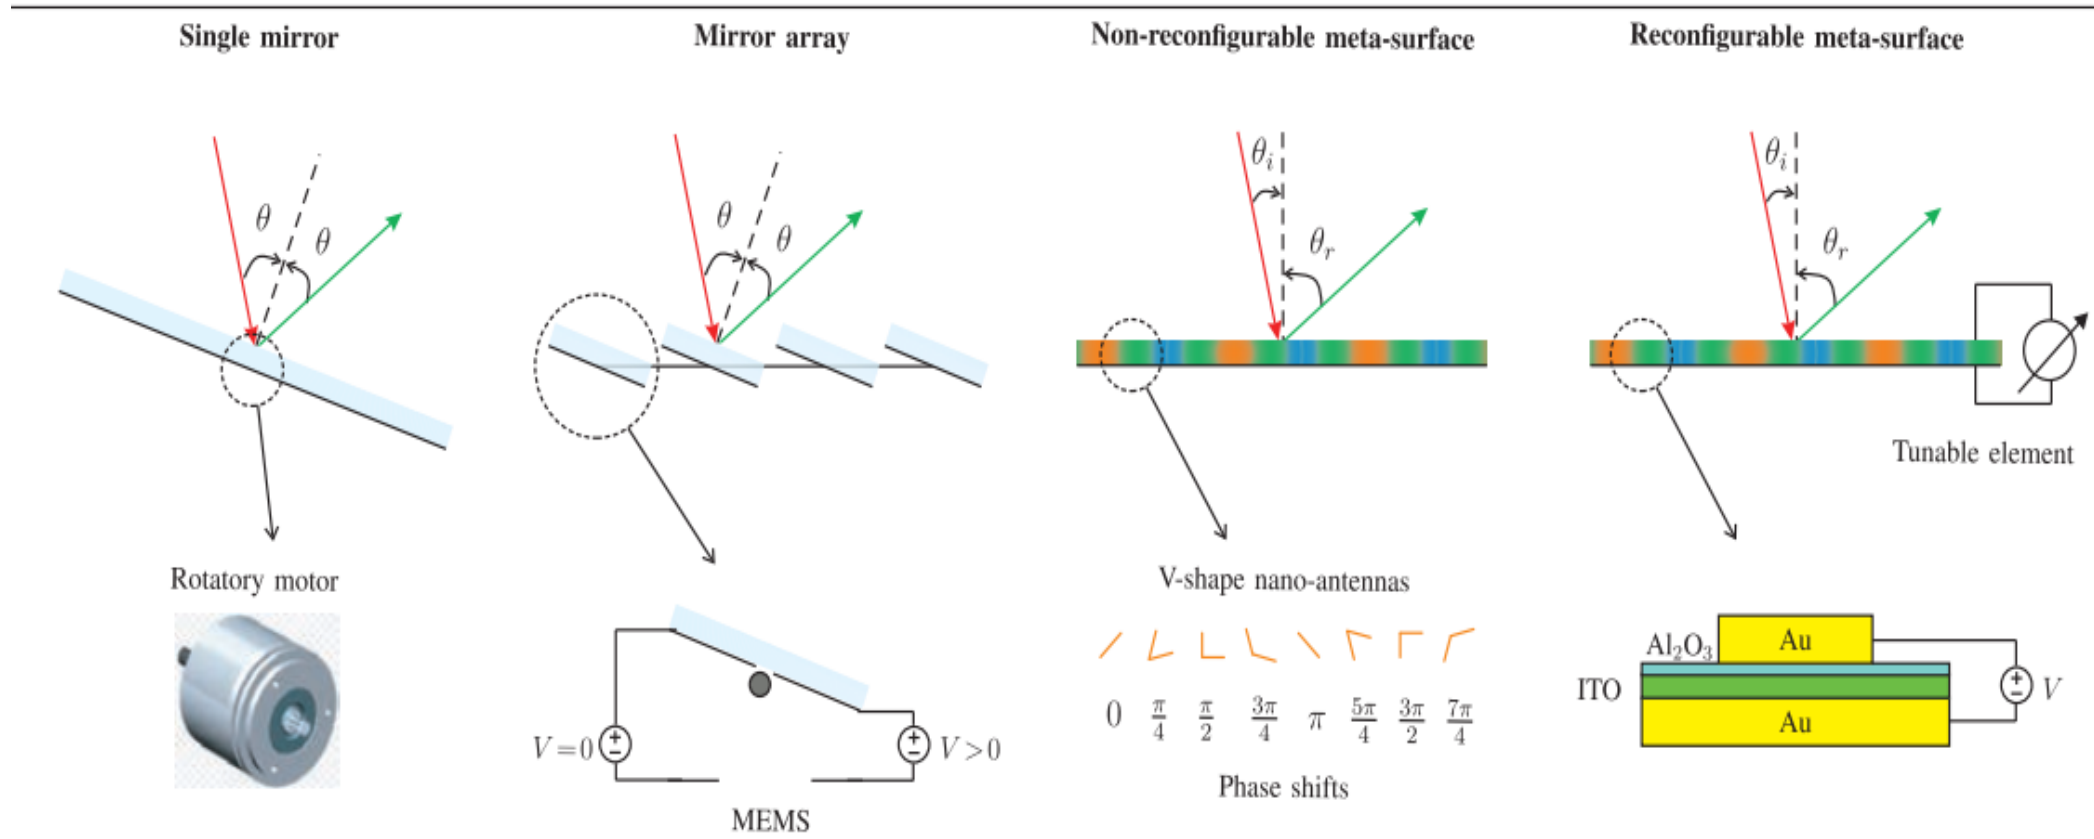 Single mirror
Mirror array
Non-reconfigurable meta-surface
Reconfigurable meta-surface
θ
θ
θ
θ
θi
θr
θi
θr
Tunable element
Rotatory motor
V-shape nano-antennas
V=0
V>0
MEMS
0 π/4 π/2 3π/4 π 5π/4 3π/2 7π/4
Phase shifts
Al₂O₃
Au
ITO
V
Au